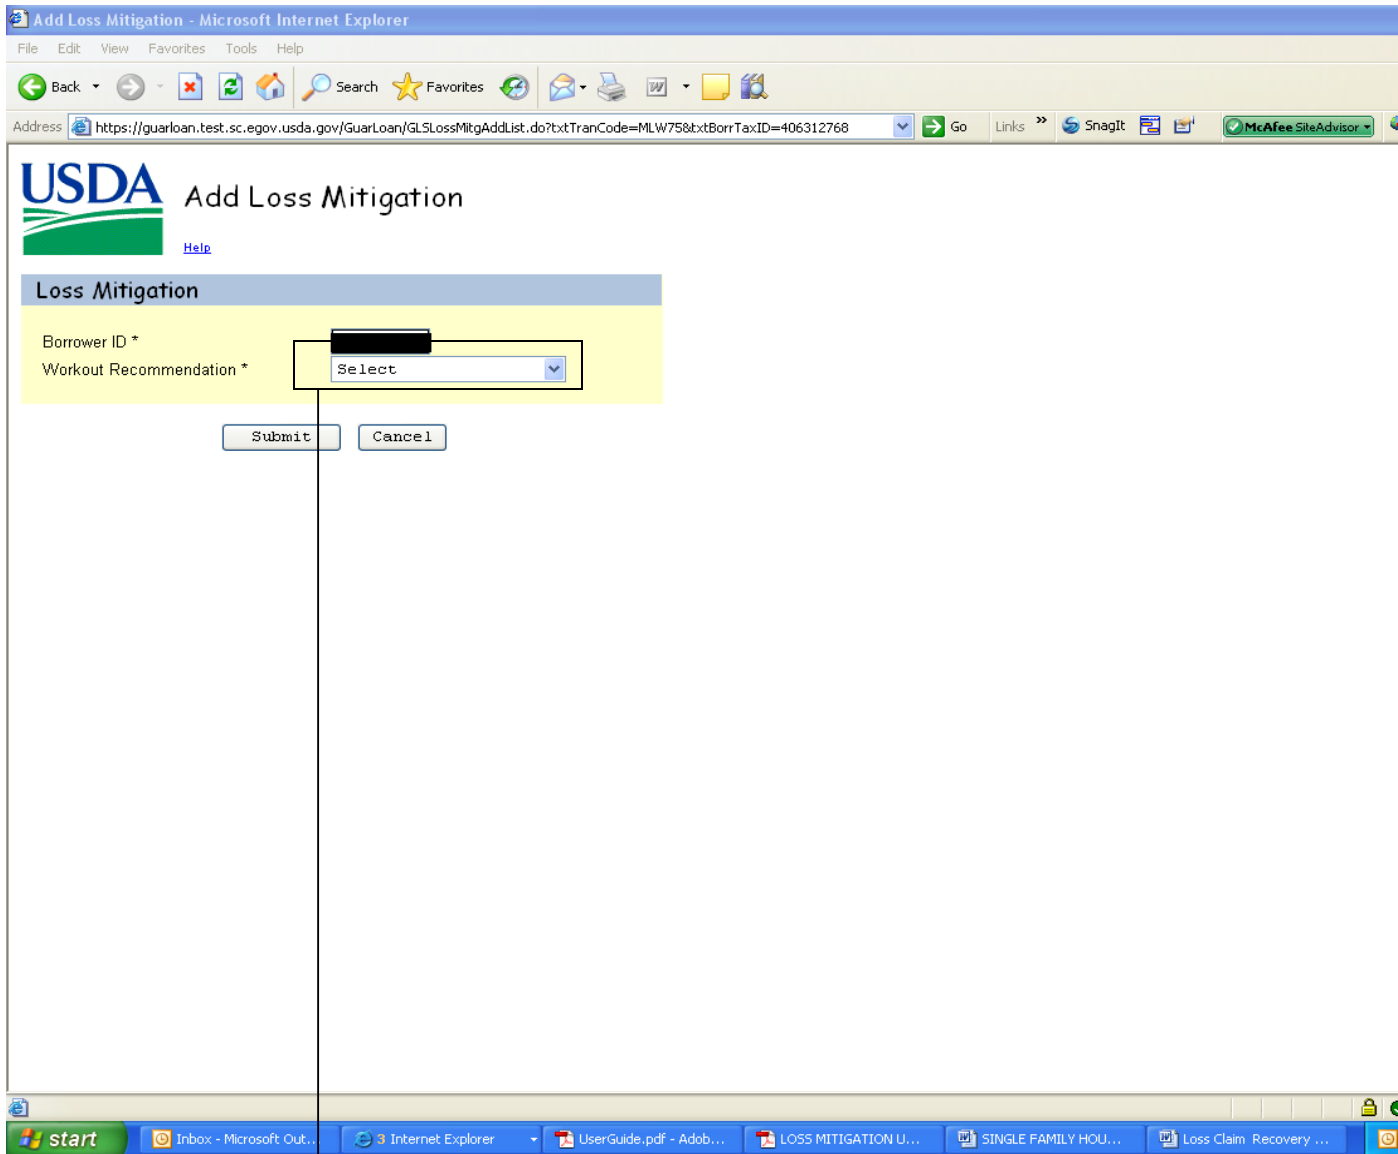 Add Loss Mitigation - Microsoft Internet Explorer
File Edit View Favorites Tools Help
Back Search Favorites
Address https://guarloan.test.sc.egov.usda.gov/GuarLoan/GLSLossMitgAddList.do?txtTranCode=MLW75&txtBorrTaxID=406312768 Go Links » SnagIt McAfee SiteAdvisor
USDA Add Loss Mitigation
Help
Loss Mitigation
Borrower ID *
Workout Recommendation * Select
Submit Cancel
start Inbox - Microsoft Out... 3 Internet Explorer UserGuide.pdf - Adob... LOSS MITIGATION U... SINGLE FAMILY HOU... Loss Claim Recovery ...